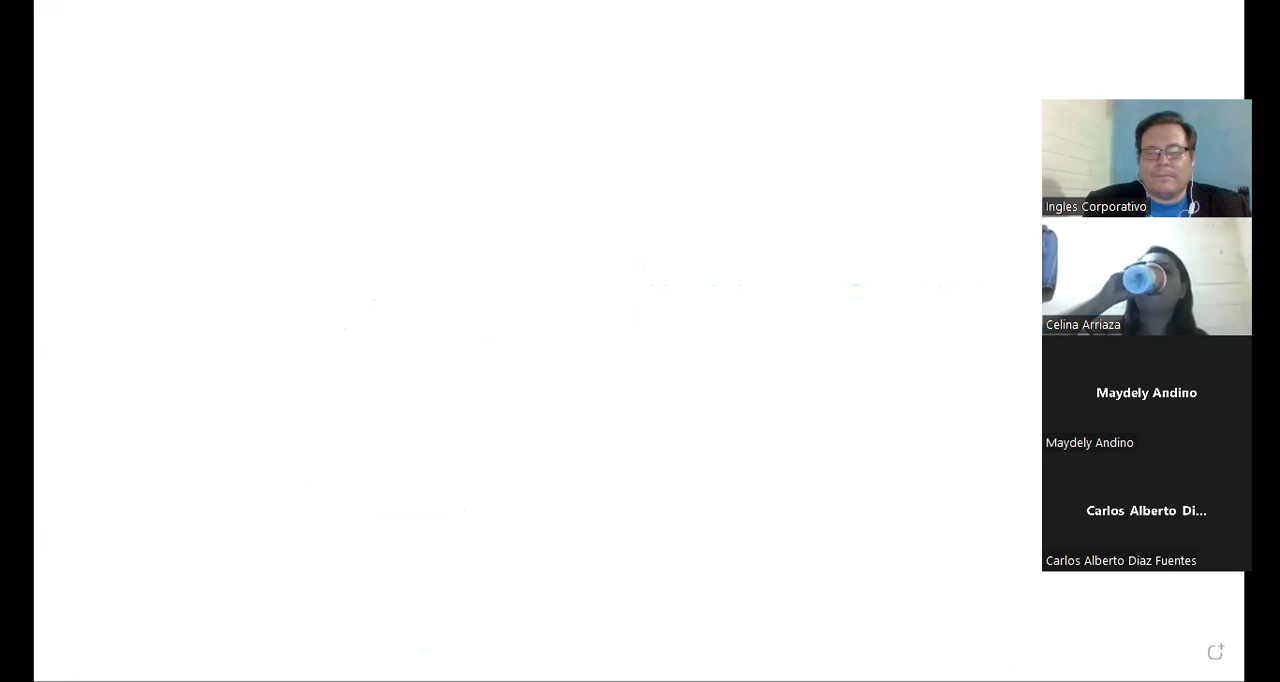 Ingles Corporativo
Celina Arriaza
Maydely Andino
Maydely Andino
Carlos Alberto Di...
Carlos Alberto Diaz Fuentes